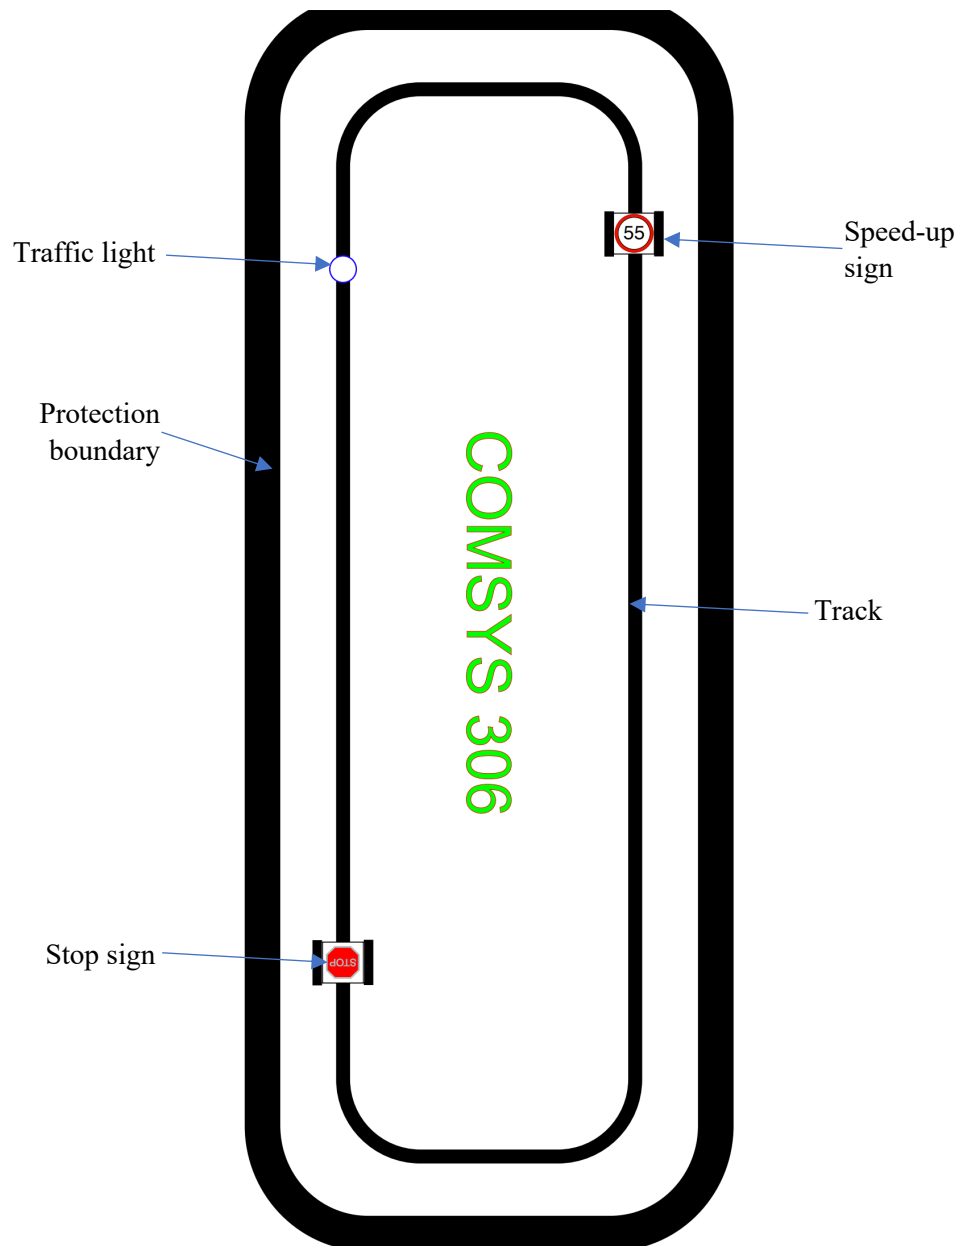 Speed-up
sign
55
Traffic light
Protection
boundary
COMSYS 306
Track
Stop sign
STOP